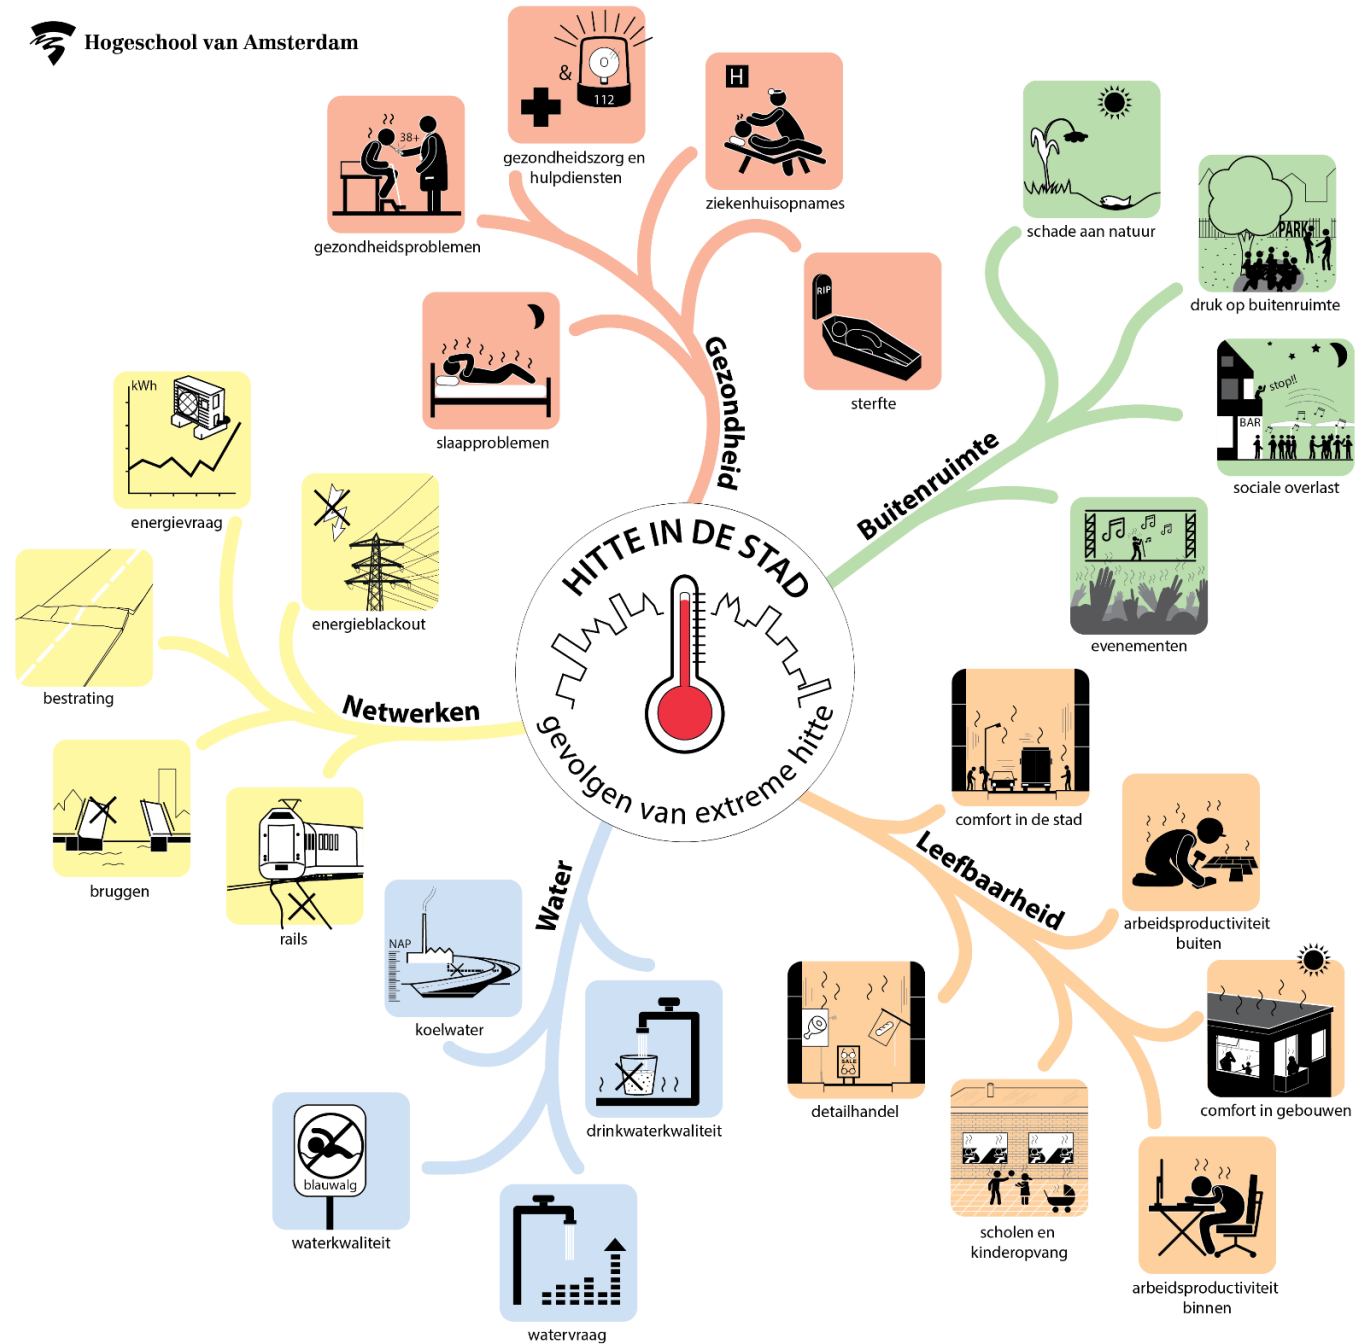 Hogeschool van Amsterdam
&
112
gezondheidszorg en
hulpdiensten
38+
gezondheidsproblemen
H
ziekenhuisopnames
RIP
sterfte
slaapproblemen
Gezondheid
schade aan natuur
PARK
druk op buitenruimte
stop!!
BAR
sociale overlast
evenementen
Buitenruimte
kWh
energievraag
energieblackout
bestrating
bruggen
rails
Netwerken
HITTE IN DE STAD
gevolgen van extreme hitte
comfort in de stad
arbeidsproductiviteit
buiten
Leefbaarheid
SALE
detailhandel
scholen en
kinderopvang
comfort in gebouwen
arbeidsproductiviteit
binnen
Water
NAP
koelwater
drinkwaterkwaliteit
blauwalg
waterkwaliteit
watervraag